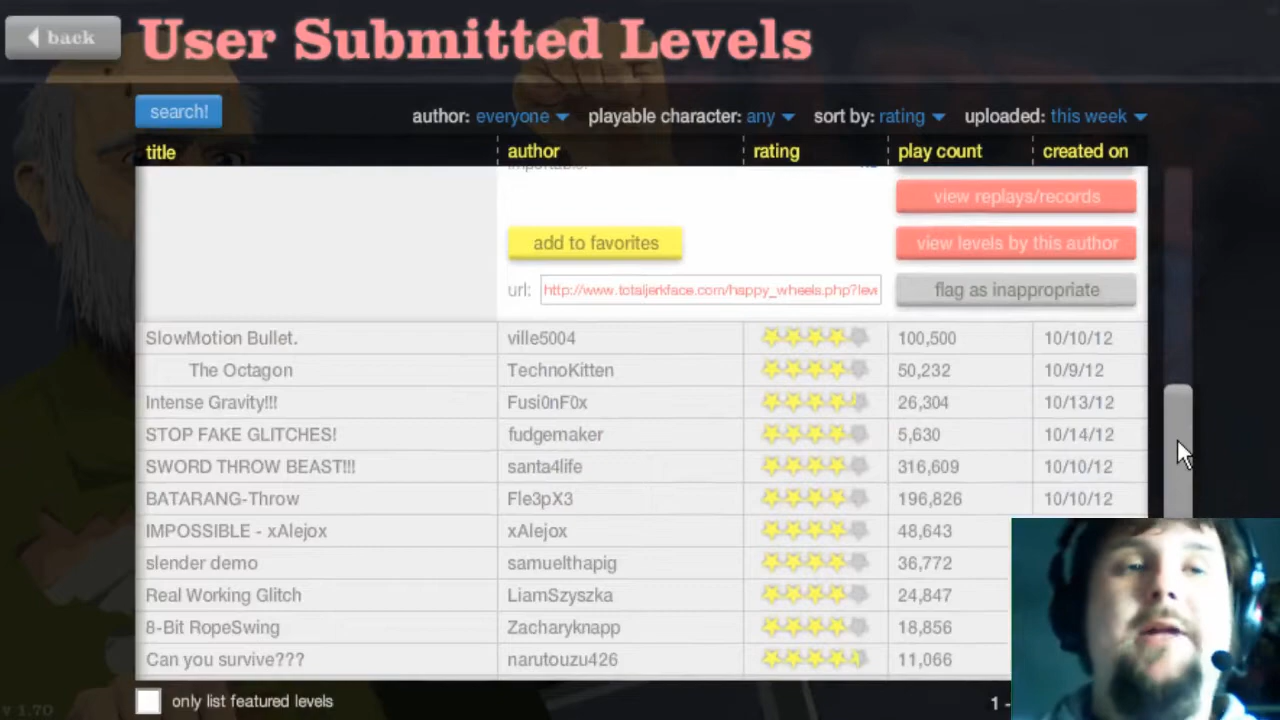 back
User Submitted Levels
search!
author: everyone playable character: any sort by: rating uploaded: this week
title author rating play count created on
view replays/records
add to favorites view levels by this author
url: http://www.totaljerkface.com/happy_wheels.php?lev flag as inappropriate
SlowMotion Bullet. ville5004 100,500 10/10/12
The Octagon TechnoKitten 50,232 10/9/12
Intense Gravity!!! Fusi0nF0x 26,304 10/13/12
STOP FAKE GLITCHES! fudgemaker 5,630 10/14/12
SWORD THROW BEAST!!! santa4life 316,609 10/10/12
BATARANG-Throw Fle3pX3 196,826 10/10/12
IMPOSSIBLE - xAlejox xAlejox 48,643
slender demo samuelthapig 36,772
Real Working Glitch LiamSzyszka 24,847
8-Bit RopeSwing Zacharyknapp 18,856
Can you survive??? narutouzu426 11,066
only list featured levels 1 -
v 1.70